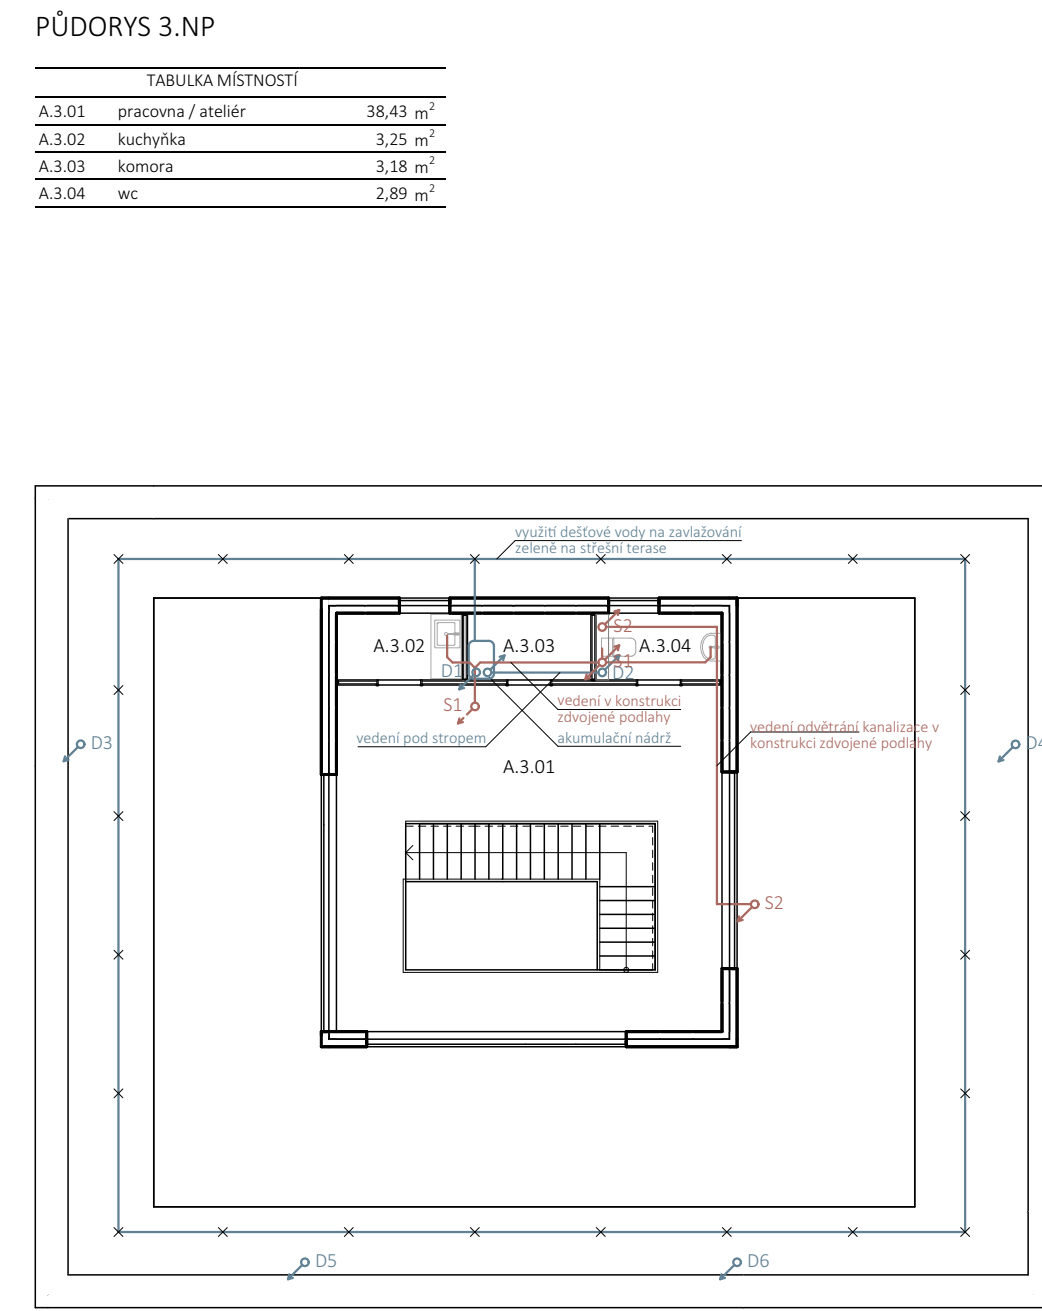 PŮDORYS 3.NP
TABULKA MÍSTNOSTÍ
A.3.01 pracovna / ateliér 38,43 m²
A.3.02 kuchyňka 3,25 m²
A.3.03 komora 3,18 m²
A.3.04 wc 2,89 m²
využití dešťové vody na zavlažování
zeleně na střešní terase
S2
A.3.02 A.3.03 A.3.04
S1
D1 D2
S1
vedení v konstrukci
zdvojené podlahy
vedení pod stropem
akumulační nádrž
vedení odvětrání kanalizace v
konstrukci zdvojené podlahy
D3
D4
A.3.01
S2
D5
D6